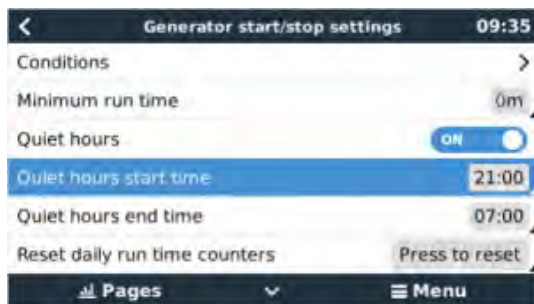 Generator start/stop settings 09:35
Conditions
Minimum run time 0m
Quiet hours ON
Quiet hours start time 21:00
Quiet hours end time 07:00
Reset daily run time counters Press to reset
Pages Menu